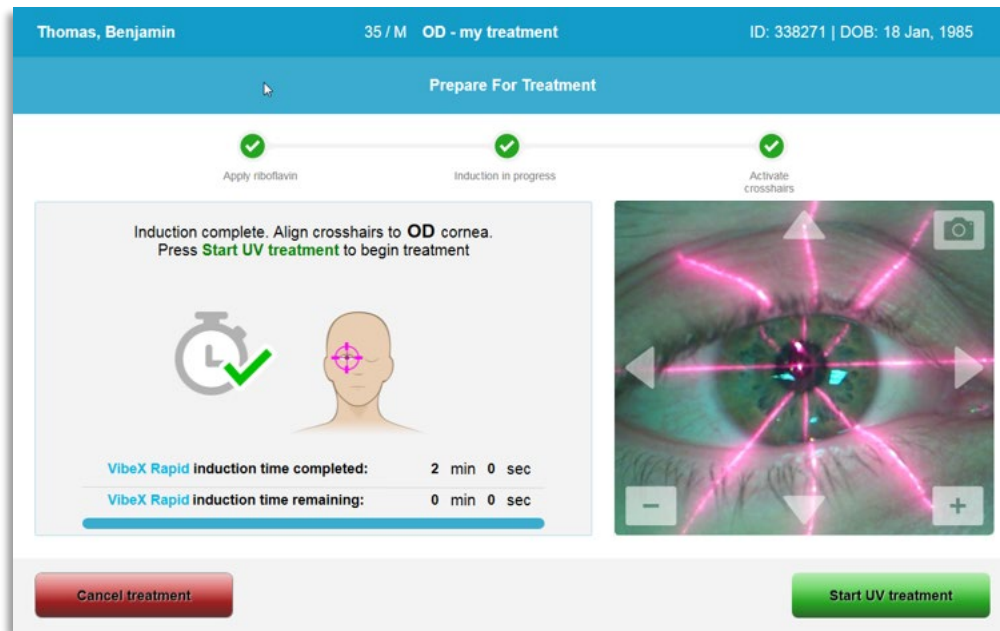 Thomas, Benjamin 35 / M OD - my treatment ID: 338271 | DOB: 18 Jan, 1985
Prepare For Treatment
Apply riboflavin
Induction in progress
Activate
crosshairs
Induction complete. Align crosshairs to OD cornea.
Press Start UV treatment to begin treatment
VibeX Rapid induction time completed: 2 min 0 sec
VibeX Rapid induction time remaining: 0 min 0 sec
Cancel treatment
Start UV treatment